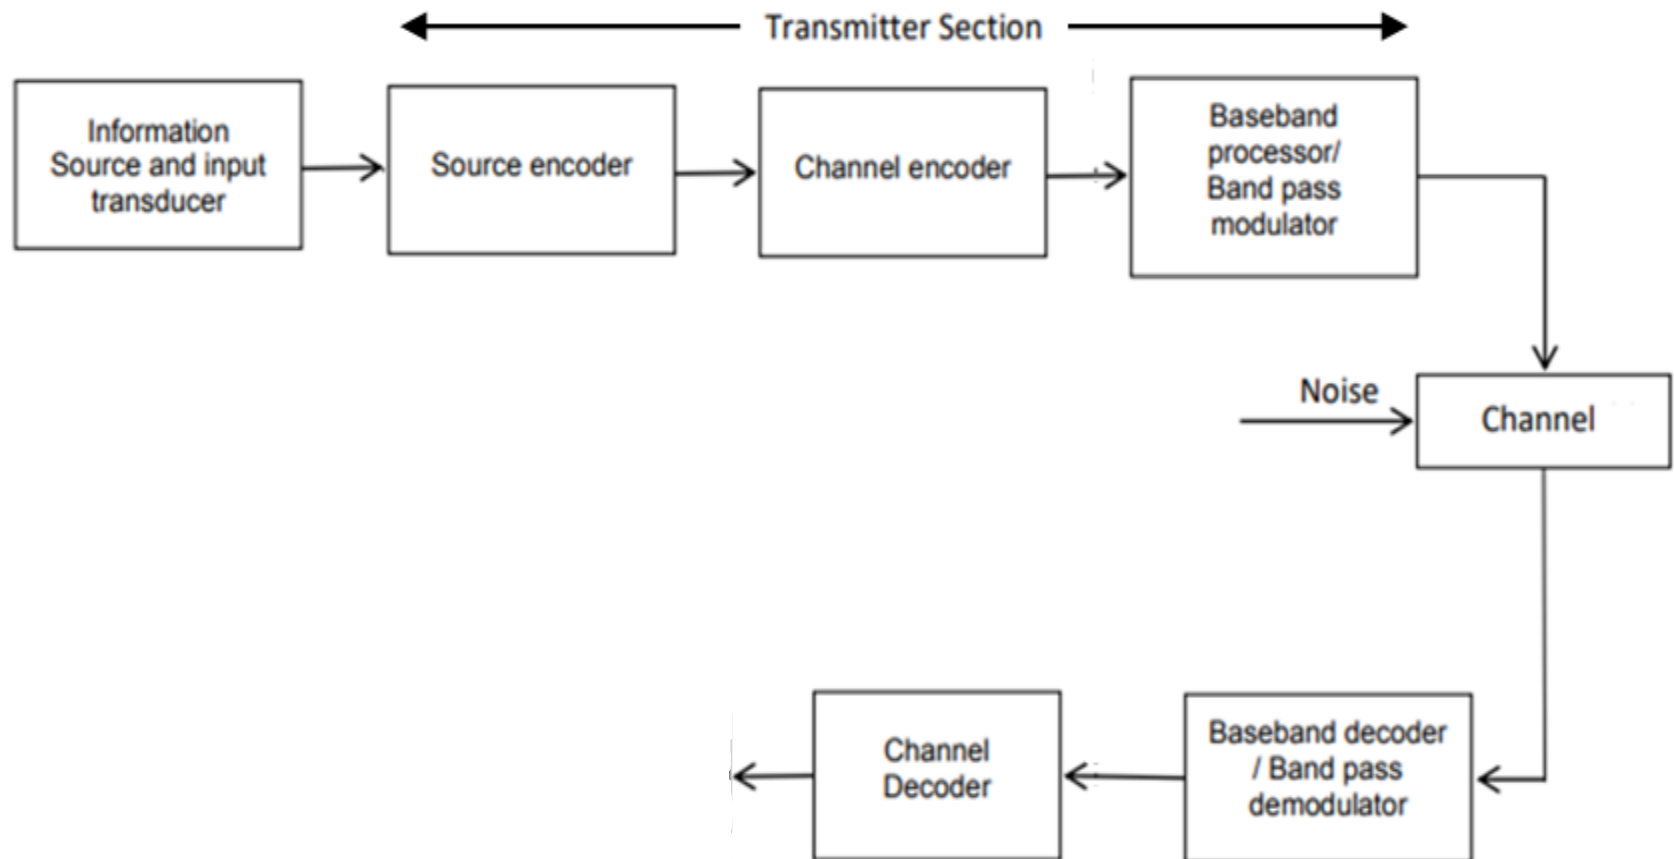 Transmitter Section
Information
Source and input
transducer
Source encoder
Channel encoder
Baseband
processor/
Band pass
modulator
Noise
Channel
Channel
Decoder
Baseband decoder
/ Band pass
demodulator